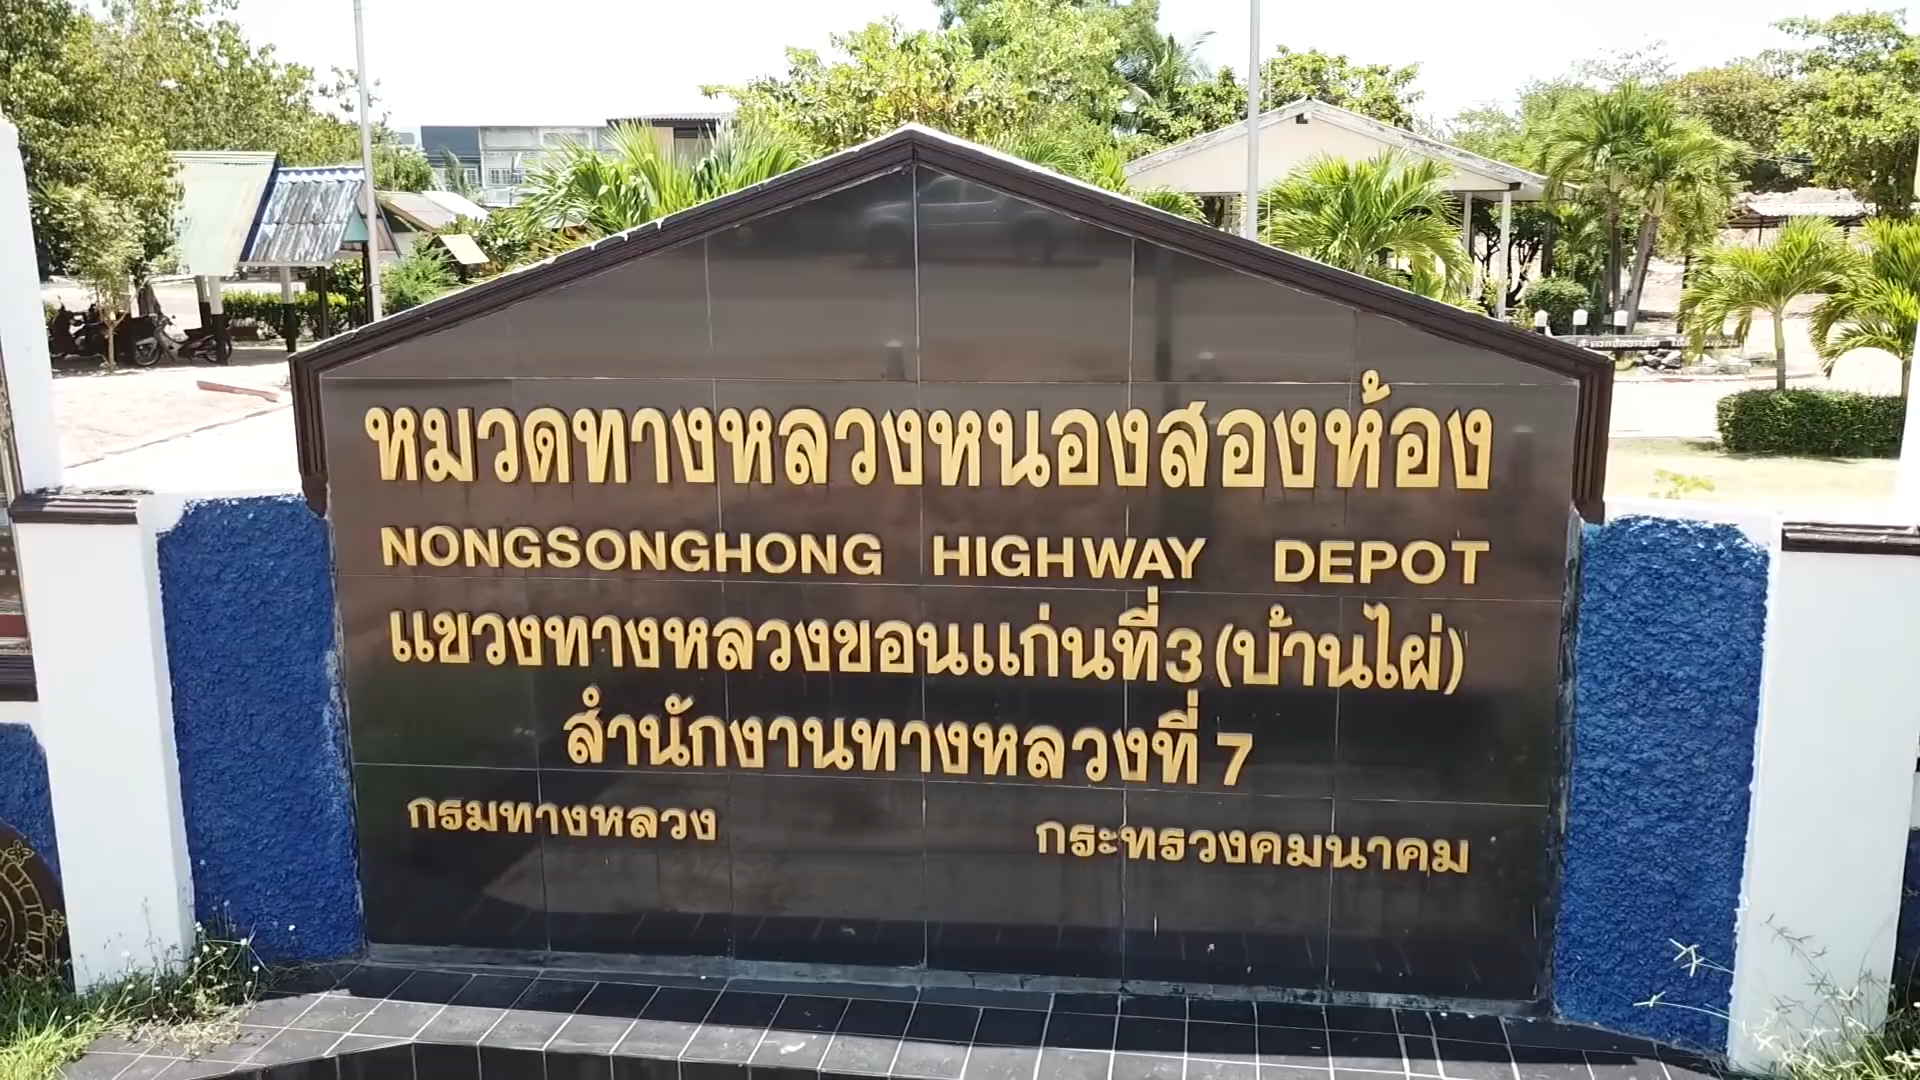 หมวดทางหลวงหนองสองห้อง
NONGSONGHONG HIGHWAY DEPOT
แขวงทางหลวงขอนแก่นที่3(บ้านไผ่)
สำนักงานทางหลวงที่ 7
กรมทางหลวง กระทรวงคมนาคม